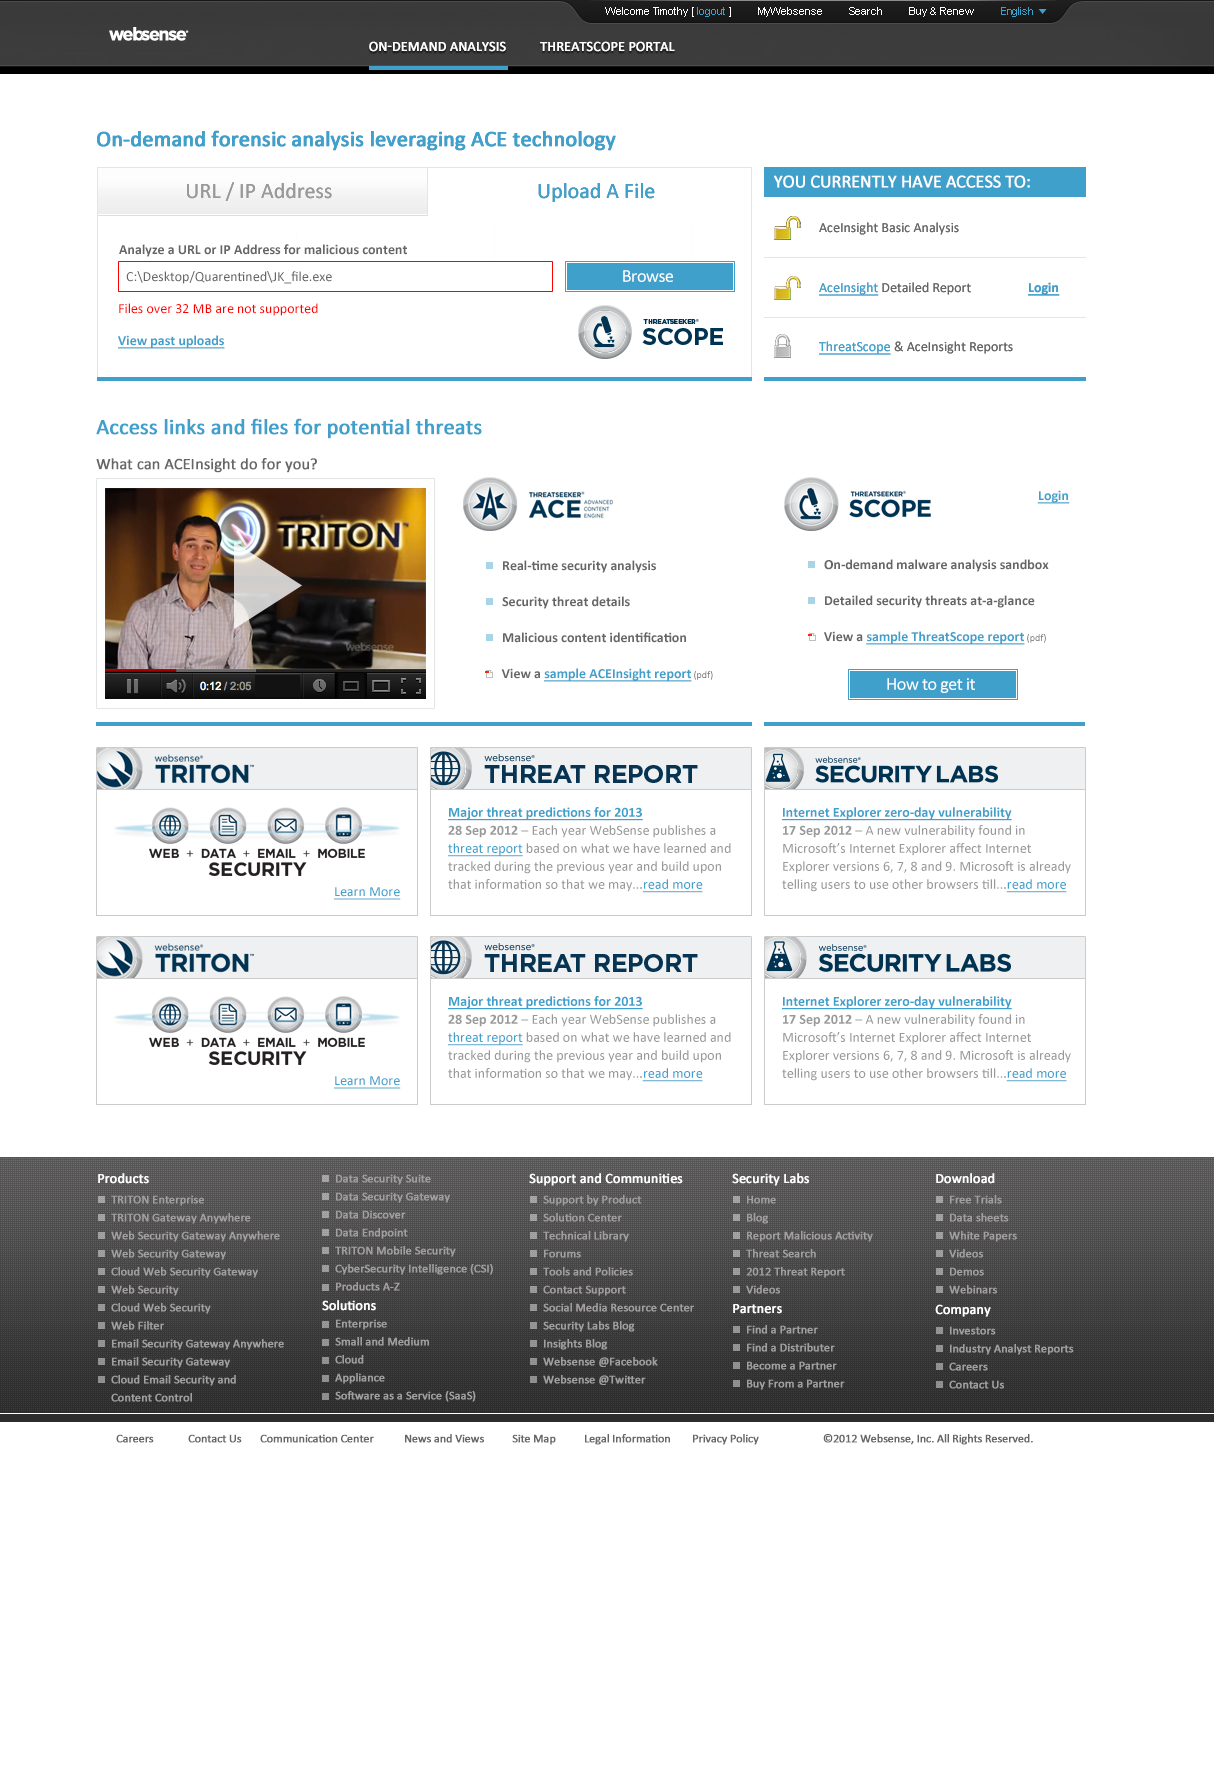 Welcome Timothy [ logout ]
MyWebsense
Search
Buy & Renew
English
websense®
ON-DEMAND ANALYSIS
THREATSCOPE PORTAL
On-demand forensic analysis leveraging ACE technology
URL / IP Address
Upload A File
Analyze a URL or IP Address for malicious content
C:\Desktop/Quarentined\JK_file.exe
Browse
Files over 32 MB are not supported
View past uploads
THREATSEEKER®
SCOPE
YOU CURRENTLY HAVE ACCESS TO:
AceInsight Basic Analysis
AceInsight Detailed Report
Login
ThreatScope & AceInsight Reports
Access links and files for potential threats
What can ACEInsight do for you?
TRITON™
websense
0:12 / 2:05
THREATSEEKER®
ACE ADVANCED
CONTENT
ENGINE
Real-time security analysis
Security threat details
Malicious content identification
View a sample ACEInsight report (pdf)
THREATSEEKER®
SCOPE
Login
On-demand malware analysis sandbox
Detailed security threats at-a-glance
View a sample ThreatScope report (pdf)
How to get it
websense®
TRITON™
WEB + DATA + EMAIL + MOBILE
SECURITY
Learn More
websense®
THREAT REPORT
Major threat predictions for 2013
28 Sep 2012 – Each year WebSense publishes a
threat report based on what we have learned and
tracked during the previous year and build upon
that information so that we may...read more
websense®
SECURITY LABS
Internet Explorer zero-day vulnerability
17 Sep 2012 – A new vulnerability found in
Microsoft's Internet Explorer affect Internet
Explorer versions 6, 7, 8 and 9. Microsoft is already
telling users to use other browsers till...read more
websense®
TRITON™
WEB + DATA + EMAIL + MOBILE
SECURITY
Learn More
websense®
THREAT REPORT
Major threat predictions for 2013
28 Sep 2012 – Each year WebSense publishes a
threat report based on what we have learned and
tracked during the previous year and build upon
that information so that we may...read more
websense®
SECURITY LABS
Internet Explorer zero-day vulnerability
17 Sep 2012 – A new vulnerability found in
Microsoft's Internet Explorer affect Internet
Explorer versions 6, 7, 8 and 9. Microsoft is already
telling users to use other browsers till...read more
Products
TRITON Enterprise
TRITON Gateway Anywhere
Web Security Gateway Anywhere
Web Security Gateway
Cloud Web Security Gateway
Web Security
Cloud Web Security
Web Filter
Email Security Gateway Anywhere
Email Security Gateway
Cloud Email Security and
Content Control
Data Security Suite
Data Security Gateway
Data Discover
Data Endpoint
TRITON Mobile Security
CyberSecurity Intelligence (CSI)
Products A-Z
Solutions
Enterprise
Small and Medium
Cloud
Appliance
Software as a Service (SaaS)
Support and Communities
Support by Product
Solution Center
Technical Library
Forums
Tools and Policies
Contact Support
Social Media Resource Center
Security Labs Blog
Insights Blog
Websense @Facebook
Websense @Twitter
Security Labs
Home
Blog
Report Malicious Activity
Threat Search
2012 Threat Report
Videos
Partners
Find a Partner
Find a Distributer
Become a Partner
Buy From a Partner
Download
Free Trials
Data sheets
White Papers
Videos
Demos
Webinars
Company
Investors
Industry Analyst Reports
Careers
Contact Us
Careers
Contact Us
Communication Center
News and Views
Site Map
Legal Information
Privacy Policy
©2012 Websense, Inc. All Rights Reserved.